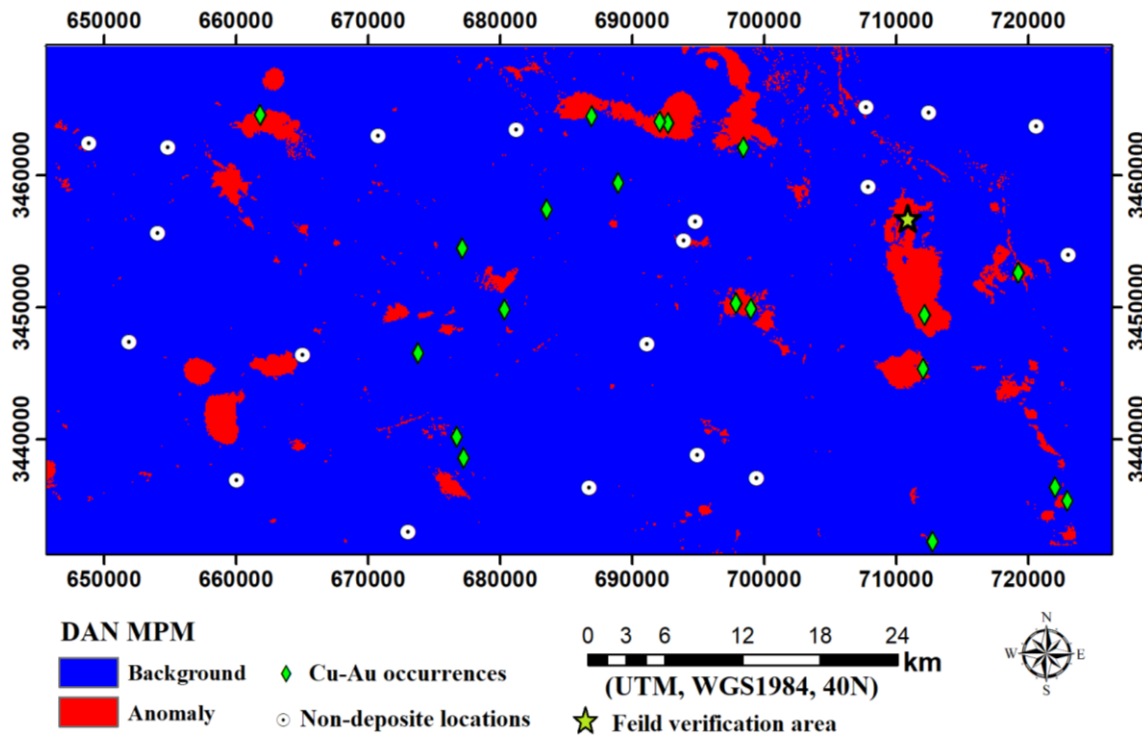 650000 660000 670000 680000 690000 700000 710000 720000
3460000 3460000
3450000 3450000
3440000 3440000
650000 660000 670000 680000 690000 700000 710000 720000
DAN MPM
Background
Anomaly
Cu-Au occurrences
Non-deposite locations
0 3 6 12 18 24
km
(UTM, WGS1984, 40N)
Feild verification area
N
W E
S